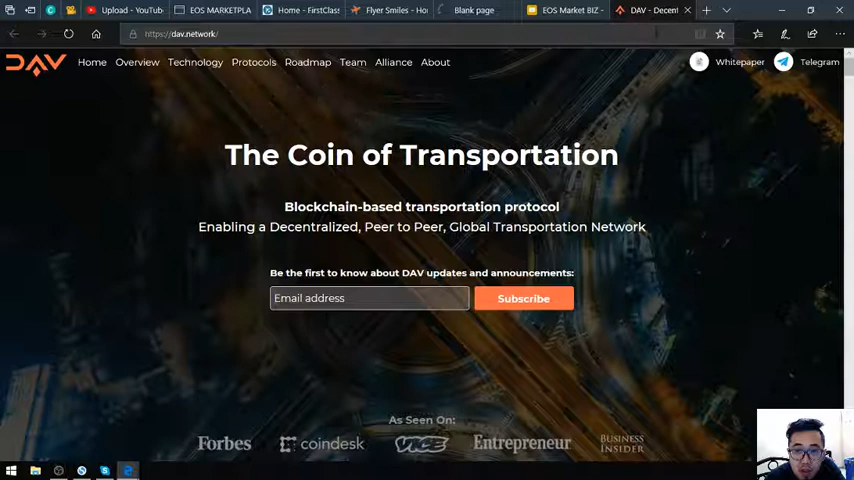 Upload - YouTub
EOS MARKETPLA
Home - FirstClass
Flyer Smiles - Ho
Blank page
EOS Market BIZ -
DAV - Decent
https://dav.network/
DAV
Home
Overview
Technology
Protocols
Roadmap
Team
Alliance
About
Whitepaper
Telegram
The Coin of Transportation
Blockchain-based transportation protocol
Enabling a Decentralized, Peer to Peer, Global Transportation Network
Be the first to know about DAV updates and announcements:
Email address
Subscribe
As Seen On:
Forbes
coindesk
VICE
Entrepreneur
BUSINESS
INSIDER